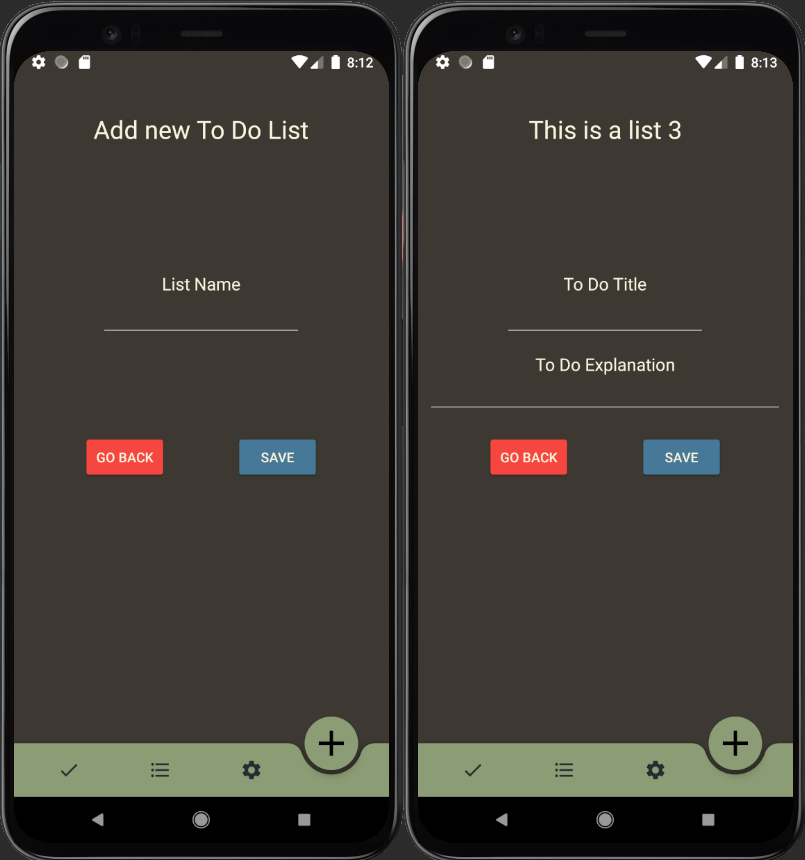 8:12
Add new To Do List
List Name
GO BACK SAVE
8:13
This is a list 3
To Do Title
To Do Explanation
GO BACK SAVE